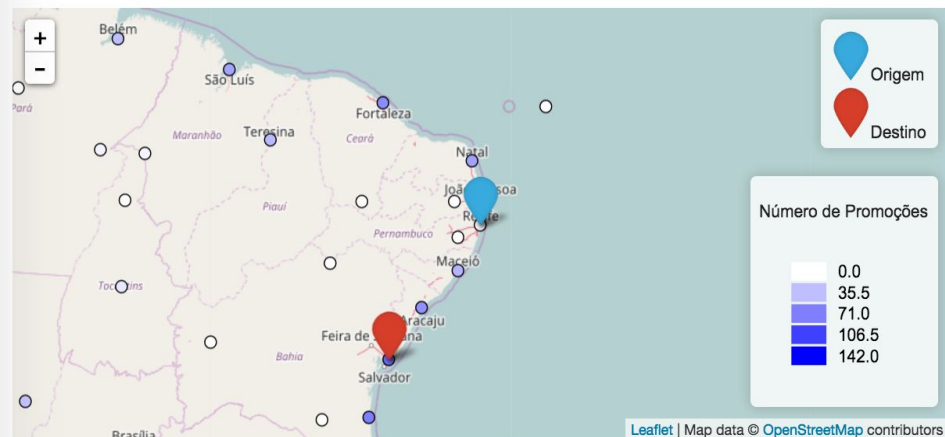 Belém
+
−
São Luís
Pará
Fortaleza
Teresina
Maranhão
Ceará
Natal
Piauí
Pernambuco
Maceió
Aracaju
Feira de
Bahia
Salvador
Brasília
Origem
Destino
Número de Promoções
0.0
35.5
71.0
106.5
142.0
Leaflet | Map data © OpenStreetMap contributors